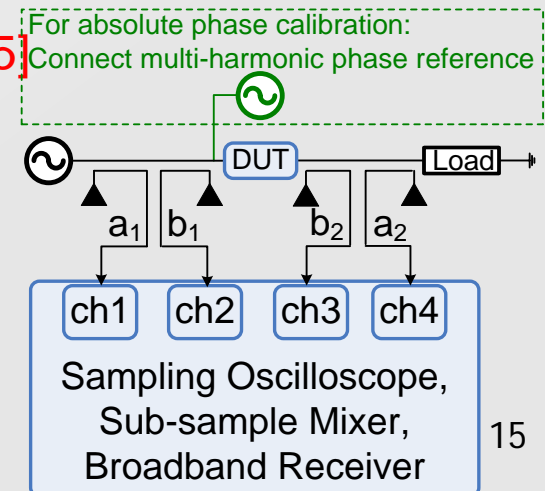 For absolute phase calibration:
5]
Connect multi-harmonic phase reference
DUT
Load
a₁ b₁ b₂ a₂
ch1 ch2 ch3 ch4
Sampling Oscilloscope,
Sub-sample Mixer,
Broadband Receiver
15